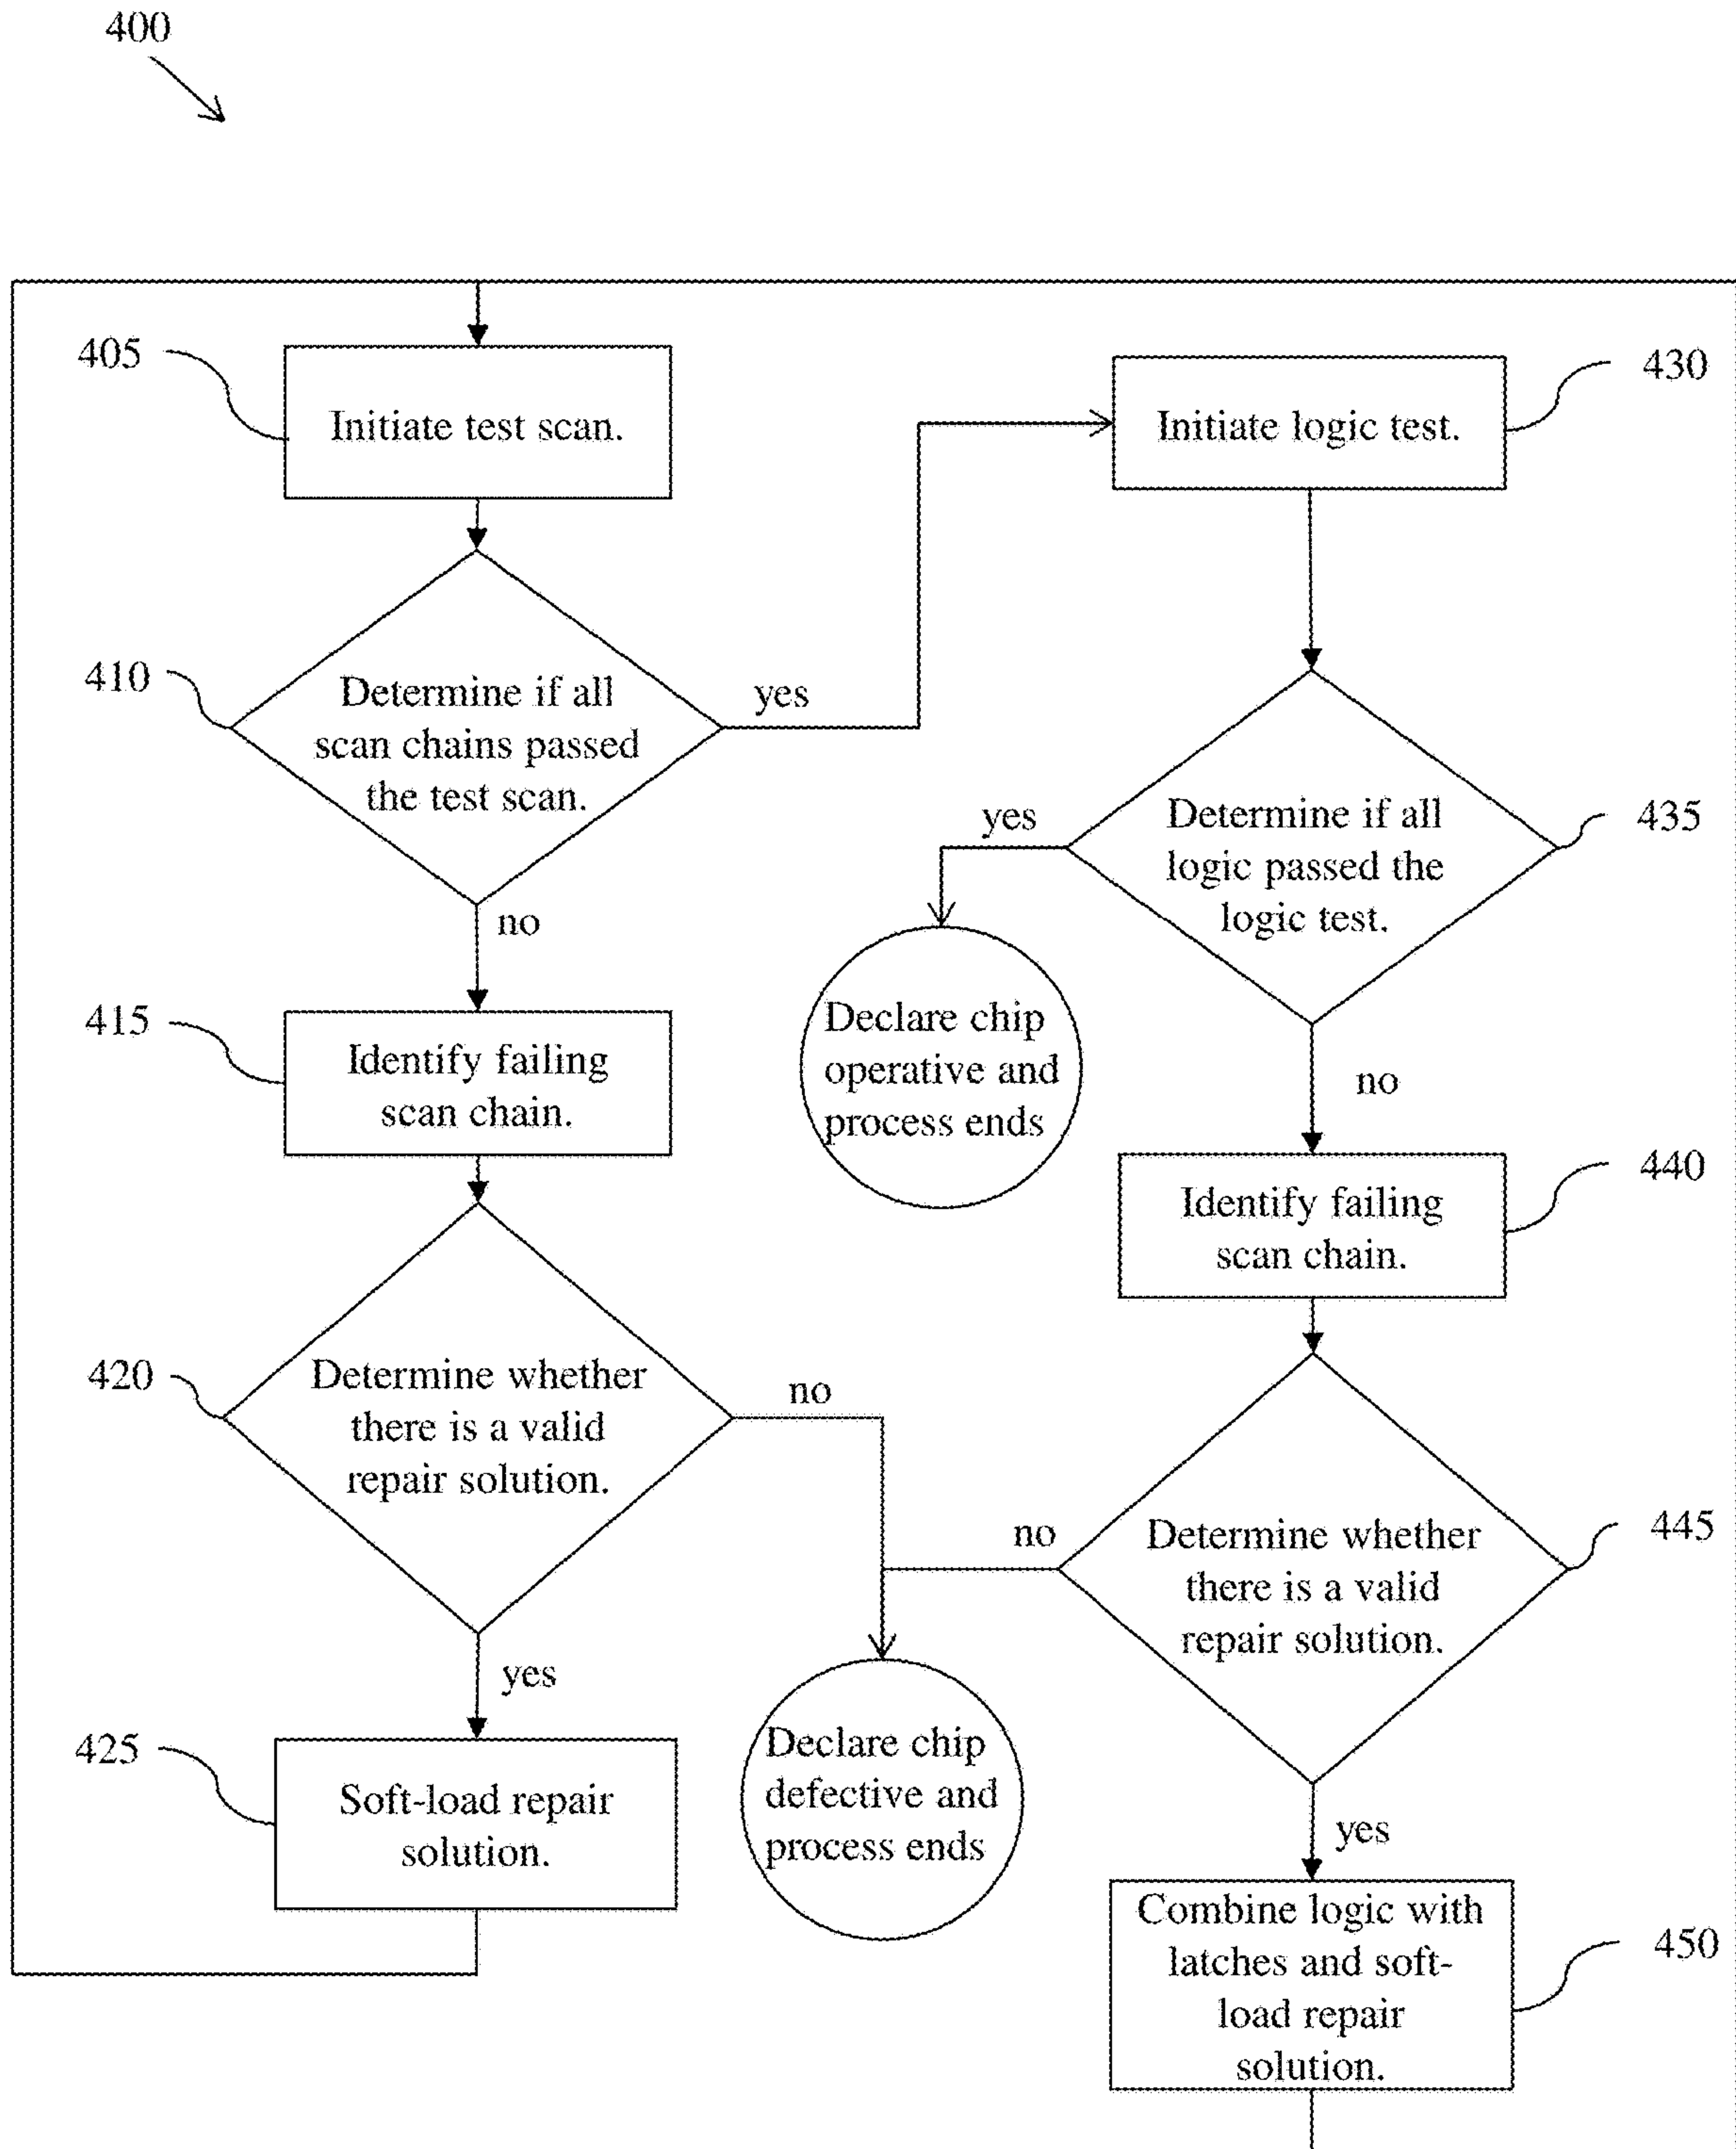 400
405
Initiate test scan.
410
Determine if all
scan chains passed
the test scan.
yes
no
415
Identify failing
scan chain.
420
Determine whether
there is a valid
repair solution.
no
yes
425
Soft-load repair
solution.
430
Initiate logic test.
435
Determine if all
logic passed the
logic test.
yes
Declare chip
operative and
process ends
no
440
Identify failing
scan chain.
445
Determine whether
there is a valid
repair solution.
no
Declare chip
defective and
process ends
yes
450
Combine logic with
latches and soft-
load repair
solution.